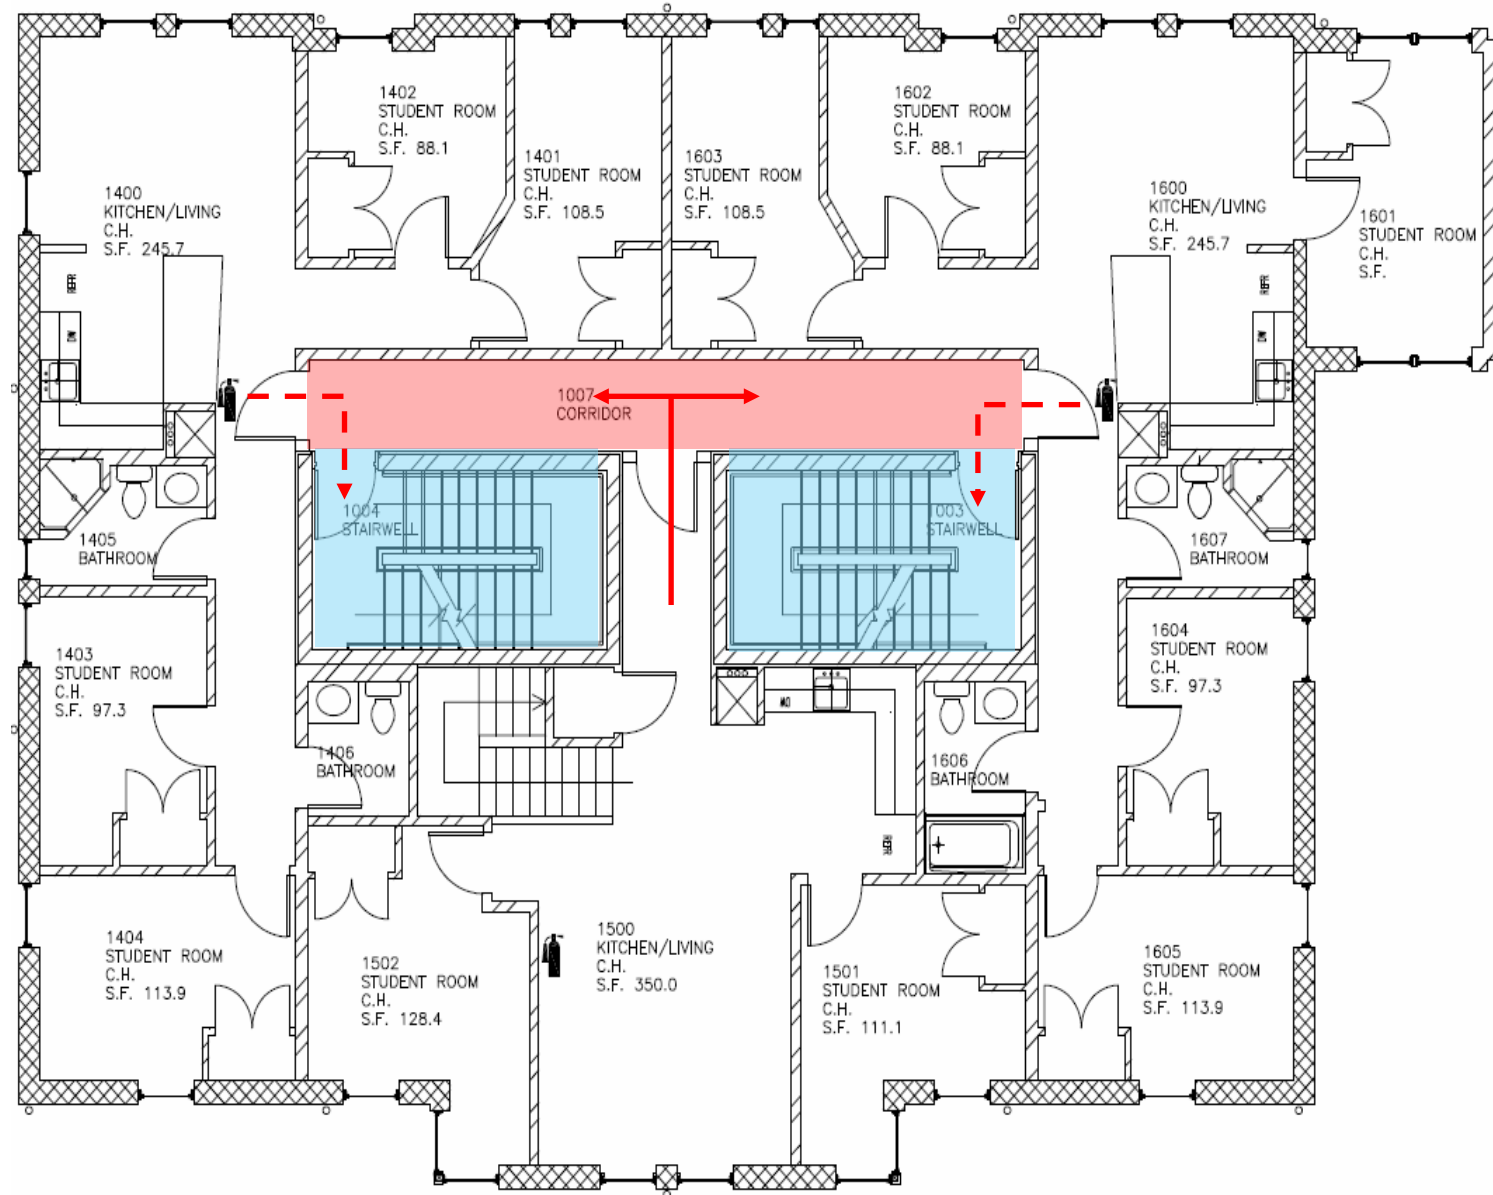 1402
STUDENT ROOM
C.H.
S.F. 88.1
1602
STUDENT ROOM
C.H.
S.F. 88.1
1401
STUDENT ROOM
C.H.
S.F. 108.5
1603
STUDENT ROOM
C.H.
S.F. 108.5
1400
KITCHEN/LIVING
C.H.
S.F. 245.7
1600
KITCHEN/LIVING
C.H.
S.F. 245.7
1601
STUDENT ROOM
C.H.
S.F.
REFR
DW
REFR
DW
1007
CORRIDOR
1004
STAIRWELL
1003
STAIRWELL
1405
BATHROOM
1607
BATHROOM
1403
STUDENT ROOM
C.H.
S.F. 97.3
1604
STUDENT ROOM
C.H.
S.F. 97.3
DW
1406
BATHROOM
1606
BATHROOM
REFR
1404
STUDENT ROOM
C.H.
S.F. 113.9
1502
STUDENT ROOM
C.H.
S.F. 128.4
1500
KITCHEN/LIVING
C.H.
S.F. 350.0
1501
STUDENT ROOM
C.H.
S.F. 111.1
1605
STUDENT ROOM
C.H.
S.F. 113.9